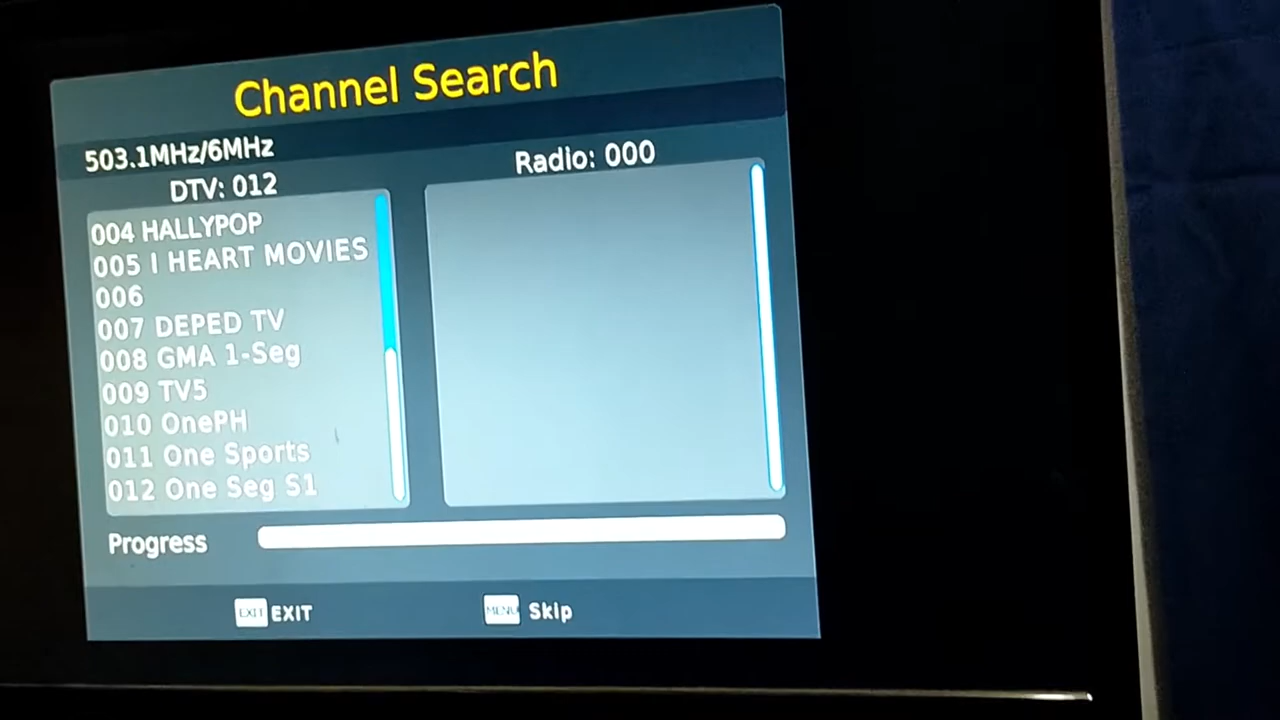 Channel Search
503.1MHz/6MHz
DTV: 012
Radio: 000
004 HALLYPOP
005 I HEART MOVIES
006
007 DEPED TV
008 GMA 1-Seg
009 TV5
010 OnePH
011 One Sports
012 One Seg S1
Progress
EXIT EXIT
MENU Skip